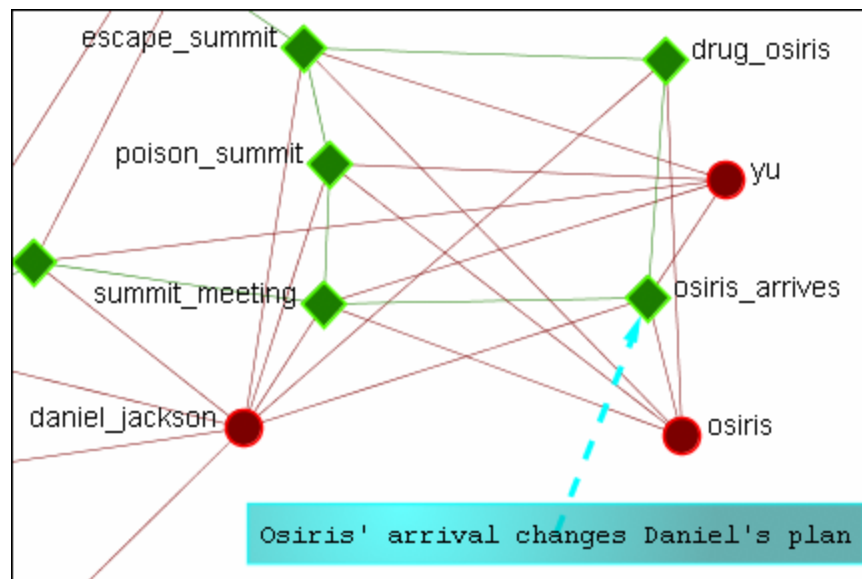 escape_summit
drug_osiris
poison_summit
yu
summit_meeting
osiris_arrives
daniel_jackson
osiris
Osiris' arrival changes Daniel's plan